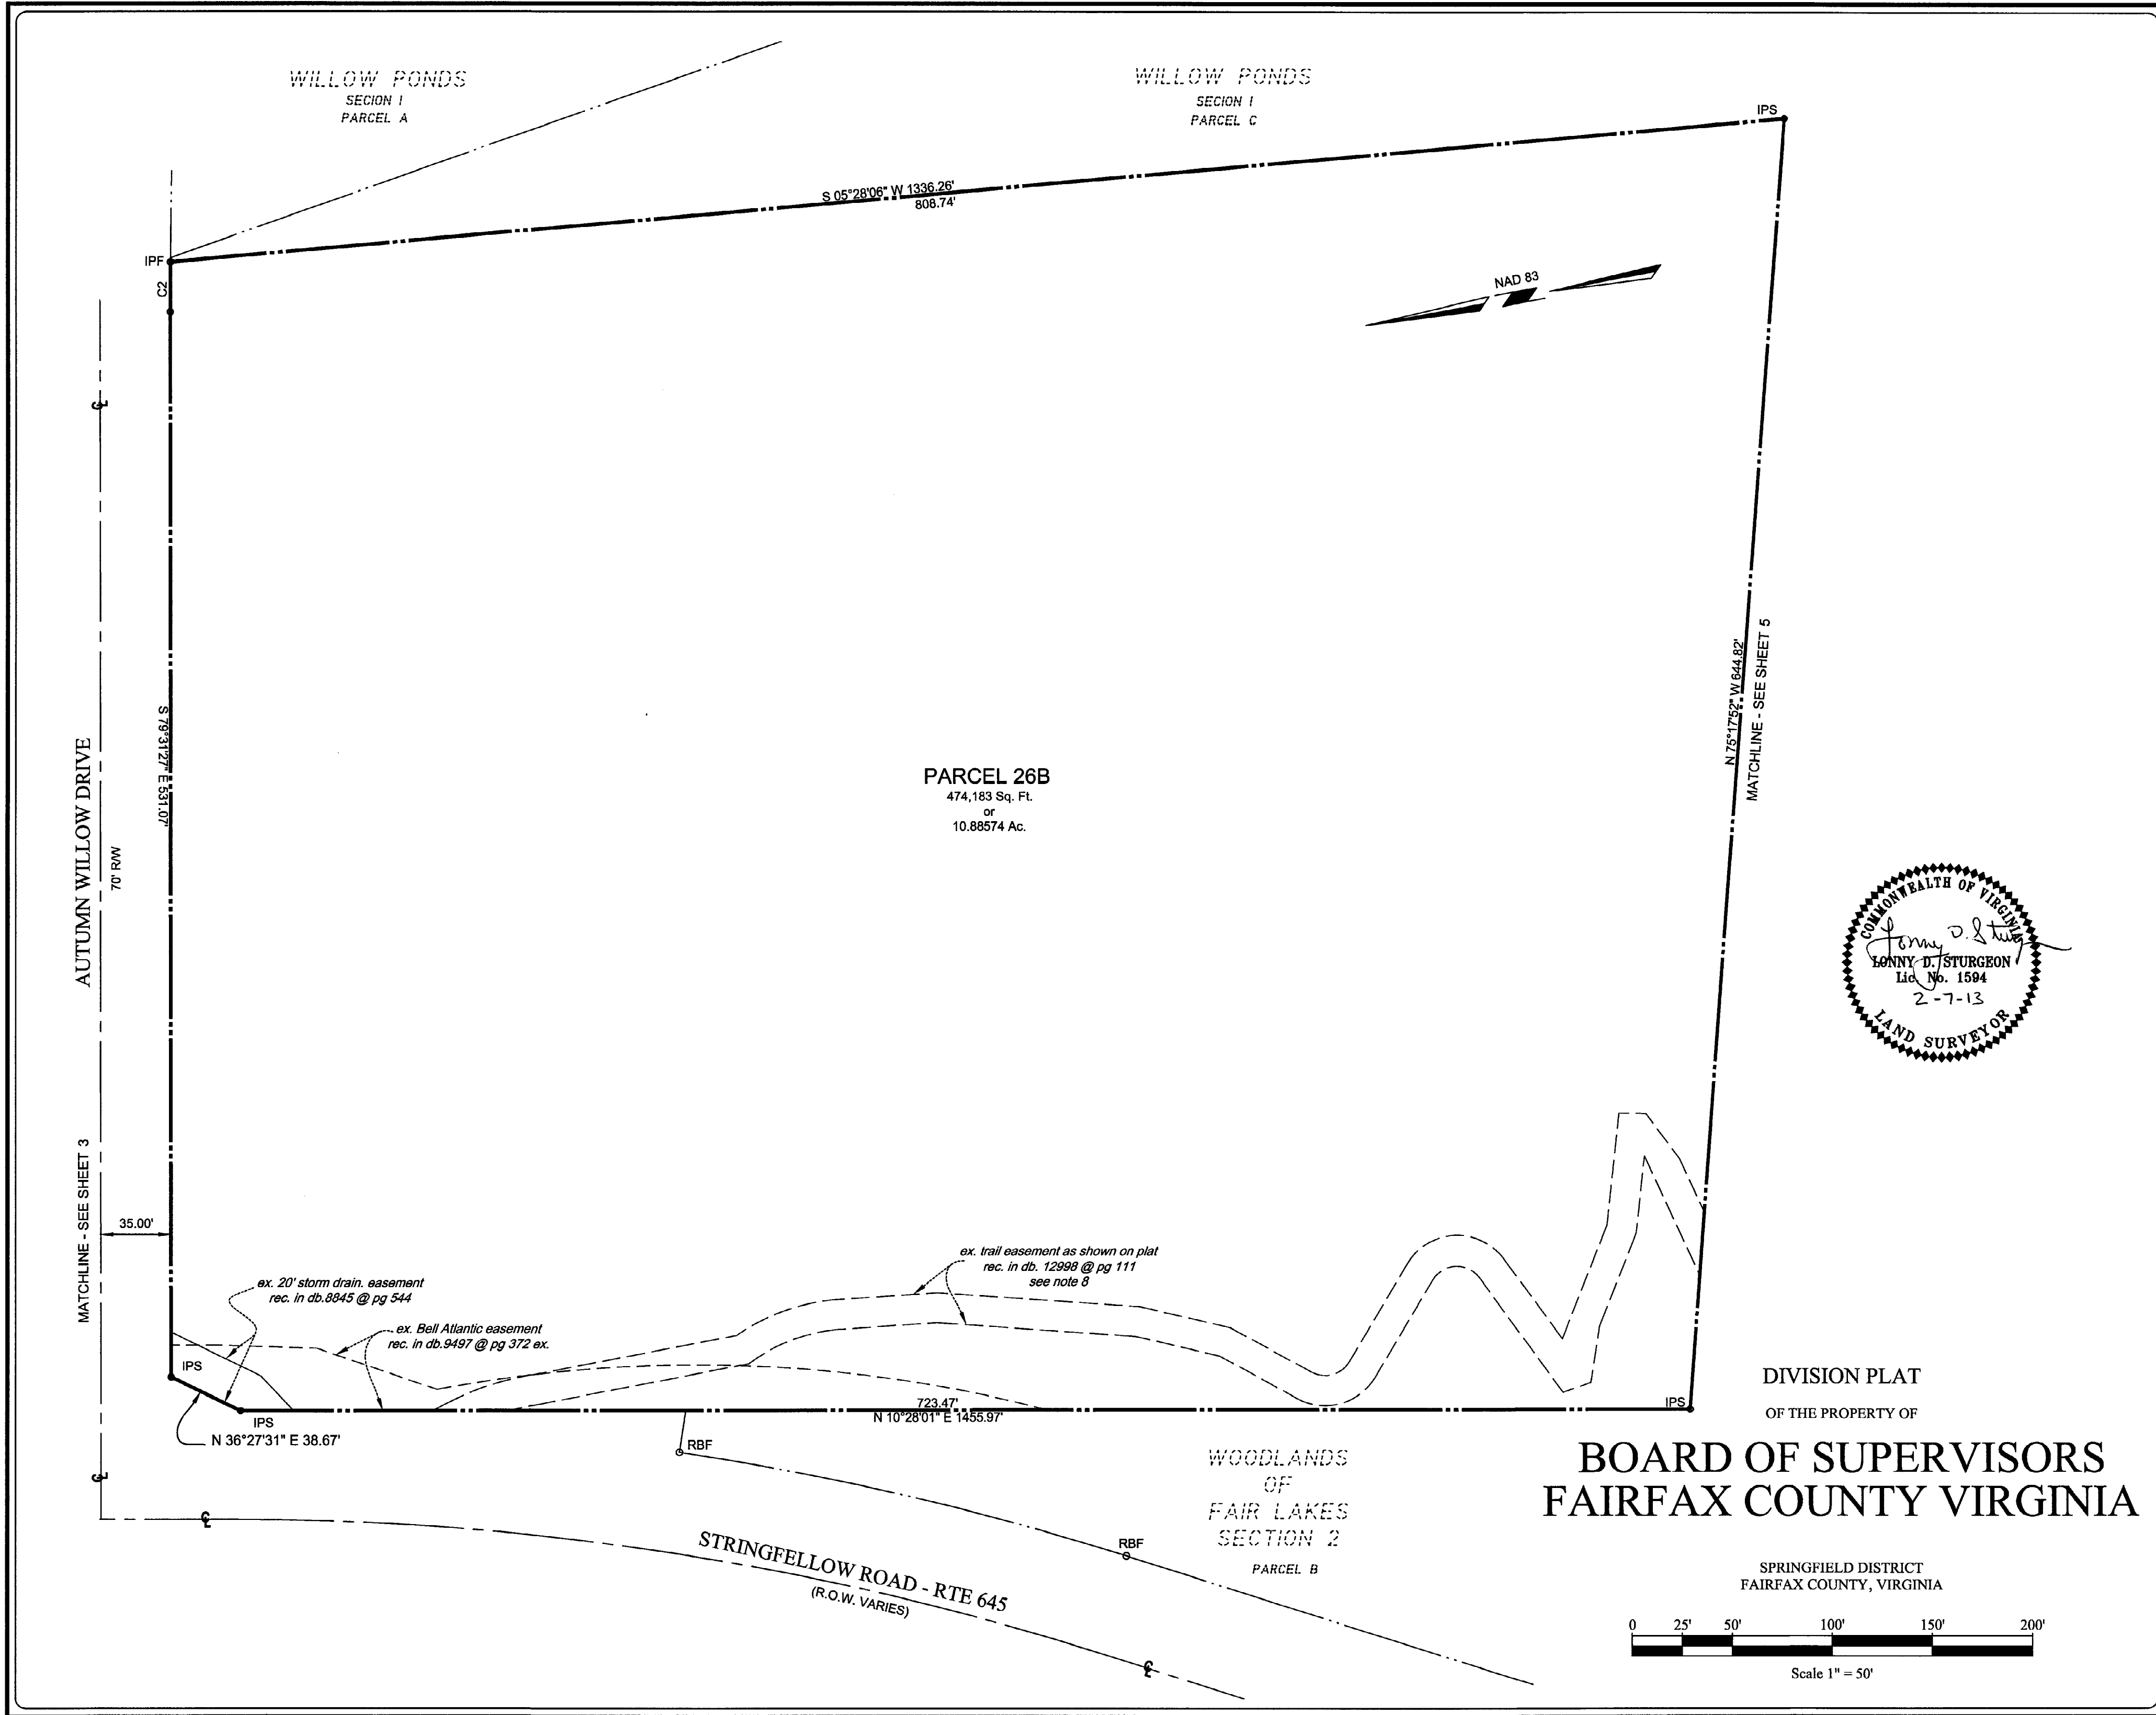 WILLOW PONDS
SECION I
PARCEL A
WILLOW PONDS
SECION I
PARCEL C
IPS
S 05°28'06" W 1336.26'
808.74'
IPF
C2
NAD 83
S 79°31'27" E 531.07'
AUTUMN WILLOW DRIVE
70' R/W
MATCHLINE - SEE SHEET 3
35.00'
N 75°17'52" W 644.82'
MATCHLINE - SEE SHEET 5
PARCEL 26B
474,183 Sq. Ft.
or
10.88574 Ac.
COMMONWEALTH OF VIRGINIA
Lonny D. Sturgeon
LONNY D. STURGEON
Lic. No. 1594
2-7-13
LAND SURVEYOR
ex. trail easement as shown on plat
rec. in db. 12998 @ pg 111
see note 8
ex. 20' storm drain. easement
rec. in db.8845 @ pg 544
ex. Bell Atlantic easement
rec. in db.9497 @ pg 372 ex.
IPS
IPS
N 36°27'31" E 38.67'
723.47'
N 10°28'01" E 1455.97'
IPS
RBF
RBF
WOODLANDS
OF
FAIR LAKES
SECTION 2
PARCEL B
STRINGFELLOW ROAD - RTE 645
(R.O.W. VARIES)
DIVISION PLAT
OF THE PROPERTY OF
BOARD OF SUPERVISORS
FAIRFAX COUNTY VIRGINIA
SPRINGFIELD DISTRICT
FAIRFAX COUNTY, VIRGINIA
0 25' 50' 100' 150' 200'
Scale 1" = 50'